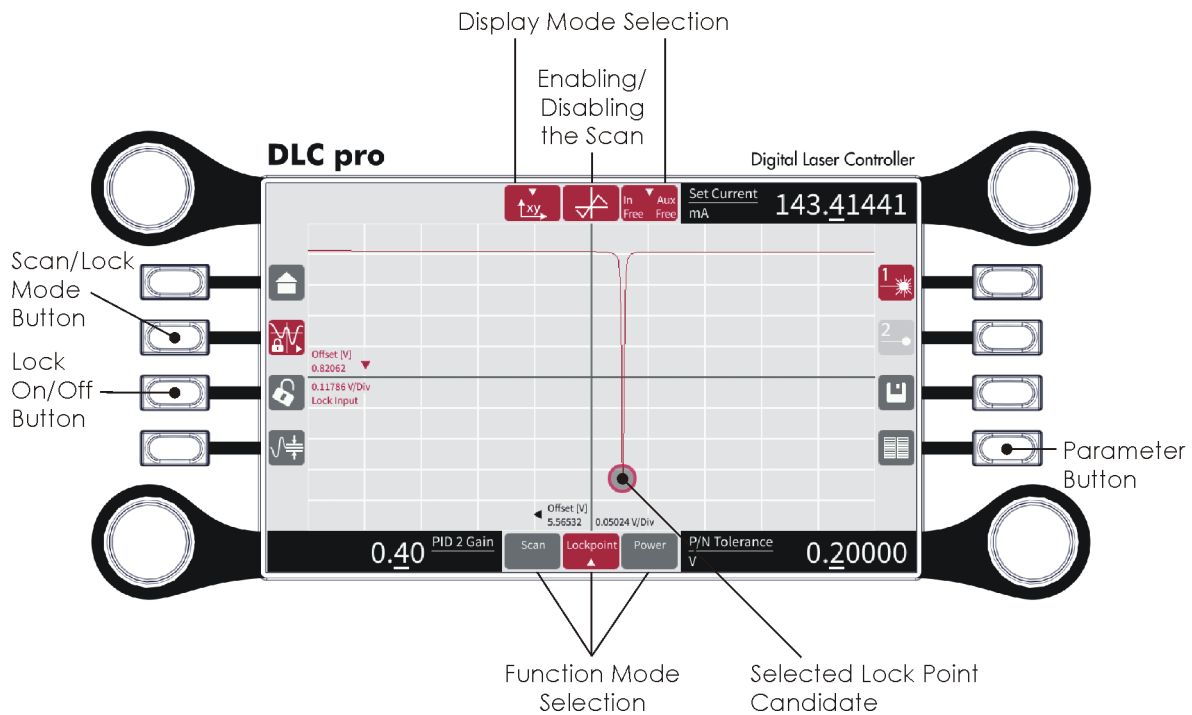 Display Mode Selection
Enabling/
Disabling
the Scan
DLC pro
Digital Laser Controller
xy
In Aux
Free Free
Set Current
mA
143.41441
Scan/Lock
Mode
Button
Lock
On/Off
Button
1
2
Offset [V]
0.82062
0.11786 V/Div
Lock Input
Parameter
Button
Offset [V]
5.56532
0.05024 V/Div
0.40
PID 2 Gain
Scan
Lockpoint
Power
P/N Tolerance
V
0.20000
Function Mode
Selection
Selected Lock Point
Candidate